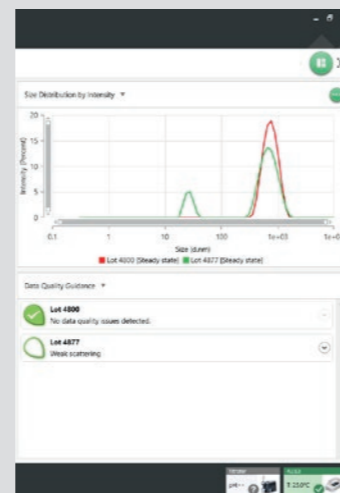 Size Distribution by Intensity
20
15
10
5
0
Intensity (Percent)
0.1 1 10 100 1e+03 1e+0
Size (d.nm)
Lot 4800 (Steady state) Lot 4877 (Steady state)
Data Quality Guidance
Lot 4800
No data quality issues detected.
Lot 4877
Weak scattering